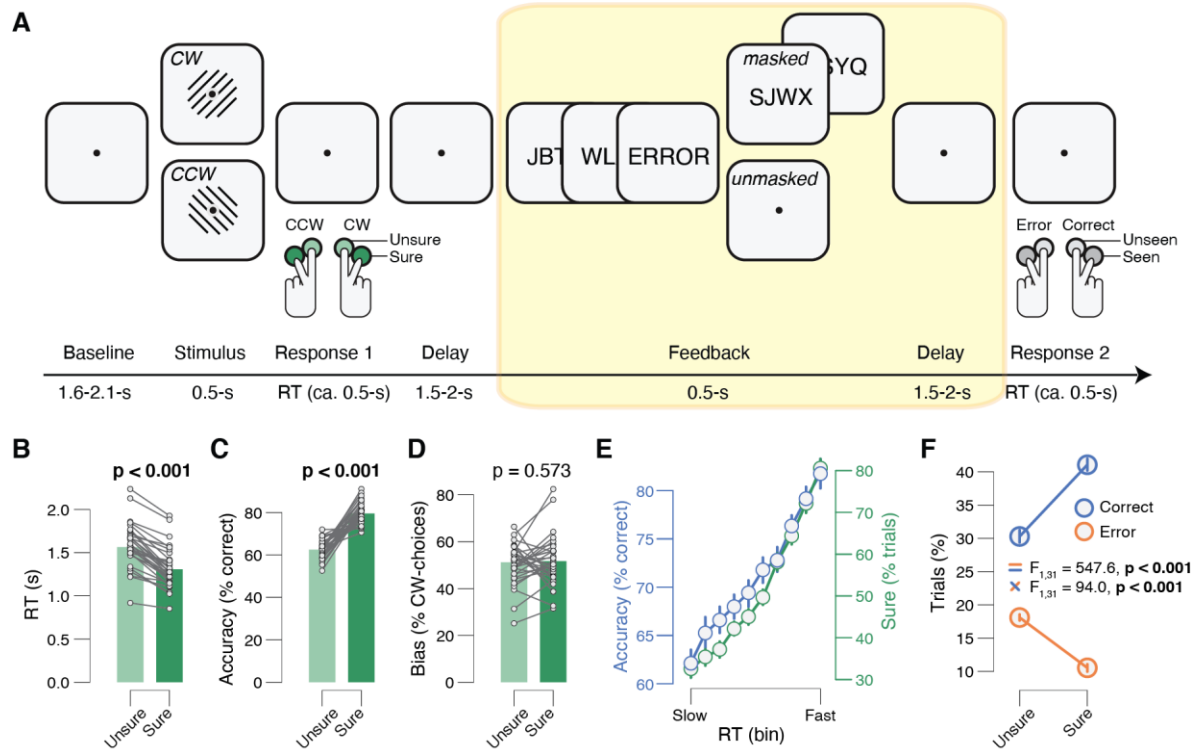 A
CW
CCW
CCW CW
Unsure
Sure
JBT WL ERROR
masked
SJWX SYQ
unmasked
Error Correct
Unseen
Seen
Baseline Stimulus Response 1 Delay Feedback Delay Response 2
1.6-2.1-s 0.5-s RT (ca. 0.5-s) 1.5-2-s 0.5-s 1.5-2-s RT (ca. 0.5-s)
B
p < 0.001
RT (s)
2.0
1.5
1.0
0.5
0.0
Unsure
Sure
C
p < 0.001
Accuracy (% correct)
80
60
40
20
0
Unsure
Sure
D
p = 0.573
Bias (% CW-choices)
80
60
40
20
0
Unsure
Sure
E
Accuracy (% correct)
80
75
70
65
60
Sure (% trials)
80
70
60
50
40
30
Slow Fast
RT (bin)
F
Trials (%)
40
30
20
10
Correct
Error
F1,31 = 547.6, p < 0.001
F1,31 = 94.0, p < 0.001
Unsure
Sure